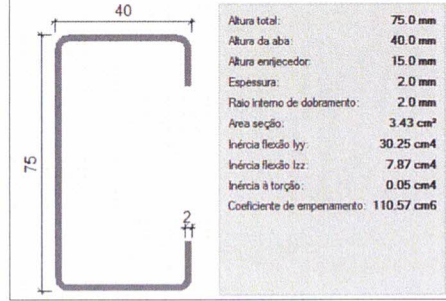 40
75
2
Altura total: 75.0 mm
Altura da aba: 40.0 mm
Altura enrijecedor: 15.0 mm
Espessura: 2.0 mm
Raio interno de dobramento: 2.0 mm
Area seção: 3.43 cm²
Inércia flexão Iyy: 30.25 cm4
Inércia flexão Izz: 7.87 cm4
Inércia à torção: 0.05 cm4
Coeficiente de empenamento: 110.57 cm6